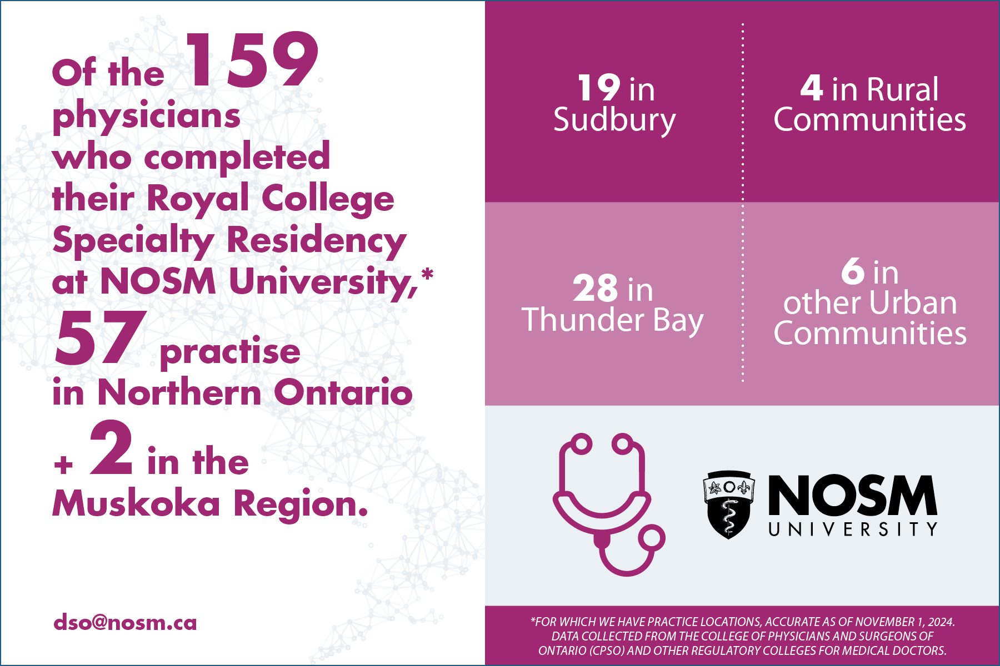 Of the 159
physicians
who completed
their Royal College
Specialty Residency
at NOSM University,*
57 practise
in Northern Ontario
+ 2 in the
Muskoka Region.
dso@nosm.ca
19 in
Sudbury
4 in Rural
Communities
28 in
Thunder Bay
6 in
other Urban
Communities
NOSM
UNIVERSITY
*FOR WHICH WE HAVE PRACTICE LOCATIONS, ACCURATE AS OF NOVEMBER 1, 2024.
DATA COLLECTED FROM THE COLLEGE OF PHYSICIANS AND SURGEONS OF
ONTARIO (CPSO) AND OTHER REGULATORY COLLEGES FOR MEDICAL DOCTORS.